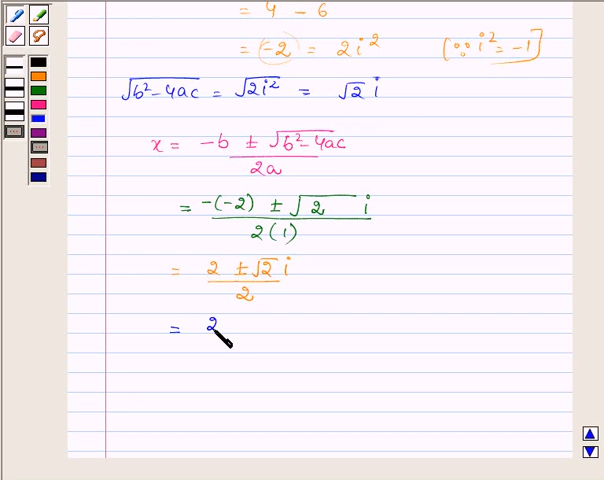 = 4 - 6
= (-2) = 2i² [∵ i² = -1]
√b²-4ac = √2i² = √2 i
x = -b ± √b²-4ac / 2a
= -(-2) ± √2 i / 2(1)
= 2 ± √2 i / 2
= 2